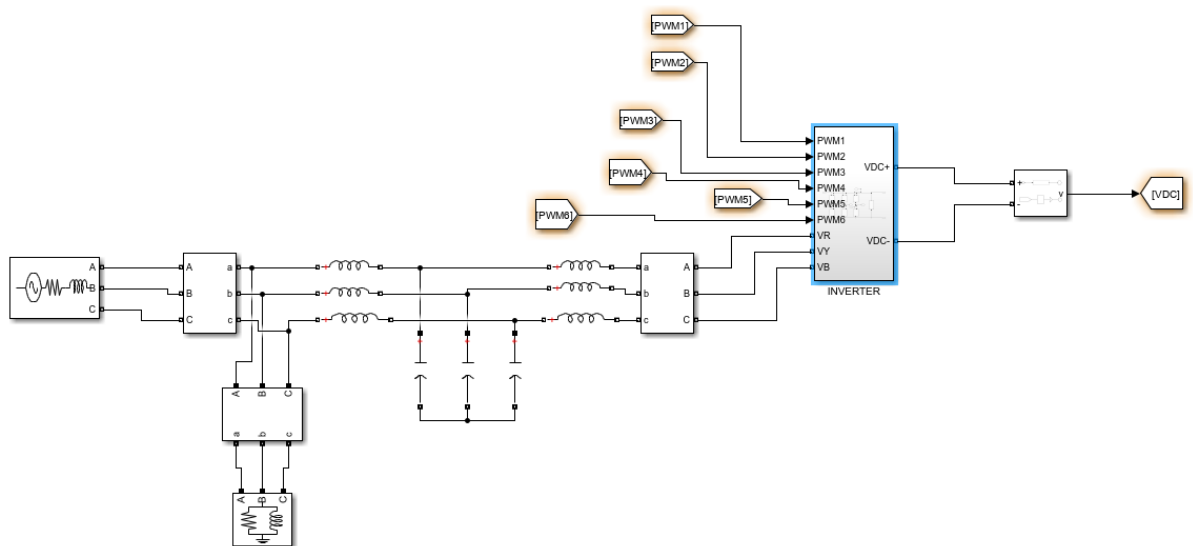 [PWM1]
[PWM2]
[PWM3]
[PWM4]
[PWM5]
[PWM6]
PWM1
PWM2
PWM3
PWM4
PWM5
PWM6
VR
VY
VB
VDC+
VDC-
INVERTER
+
-
v
[VDC]
A
B
C
A
B
C
a
b
c
+
+
+
+
+
+
a
b
c
A
B
C
+
+
+
A
B
C
a
b
c
A
B
C